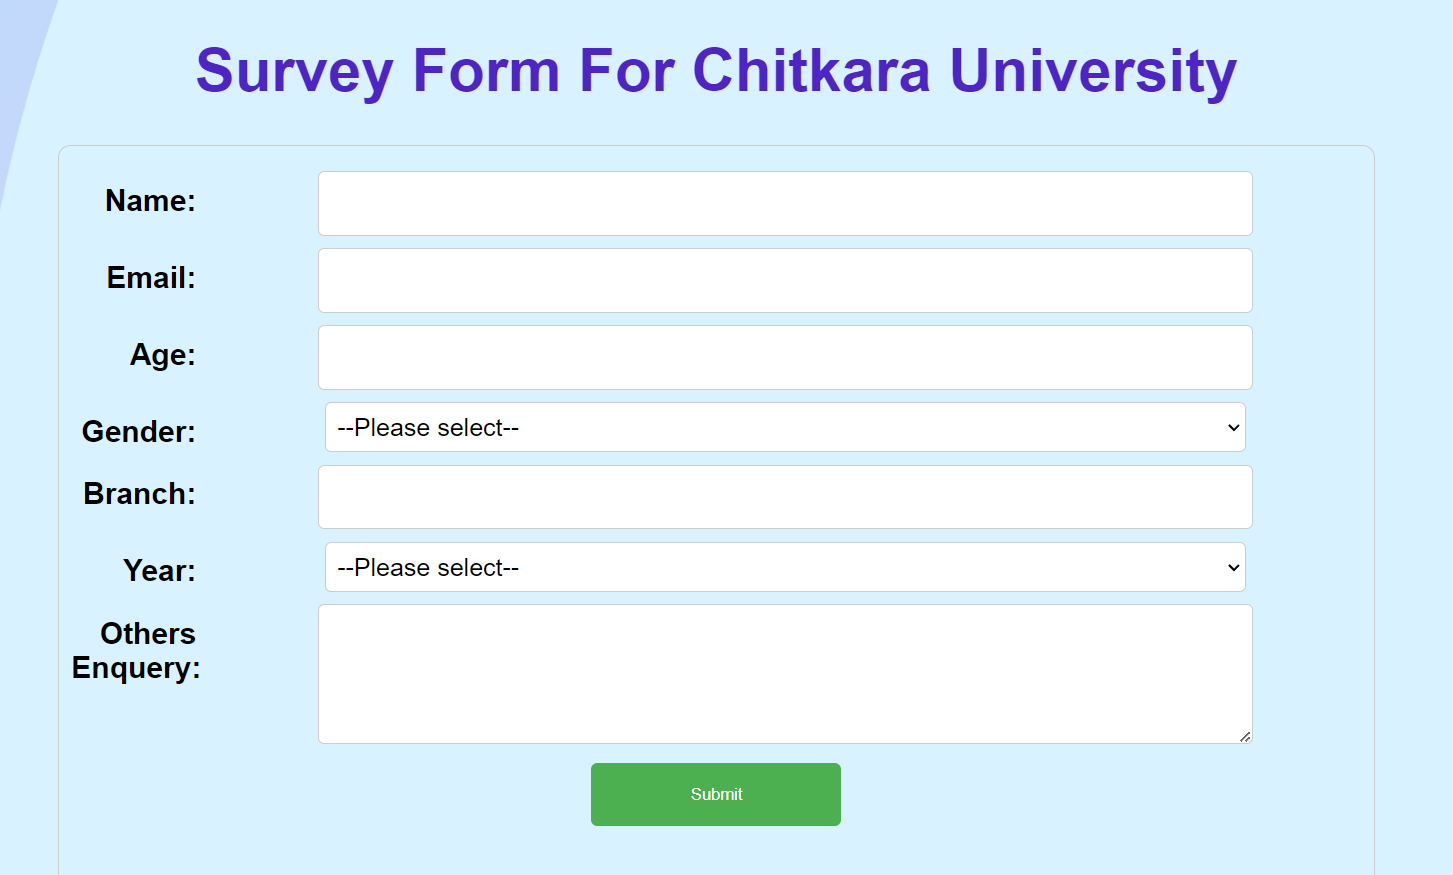 Survey Form For Chitkara University
Name:
Email:
Age:
Gender:
--Please select--
Branch:
Year:
--Please select--
Others
Enquery:
Submit